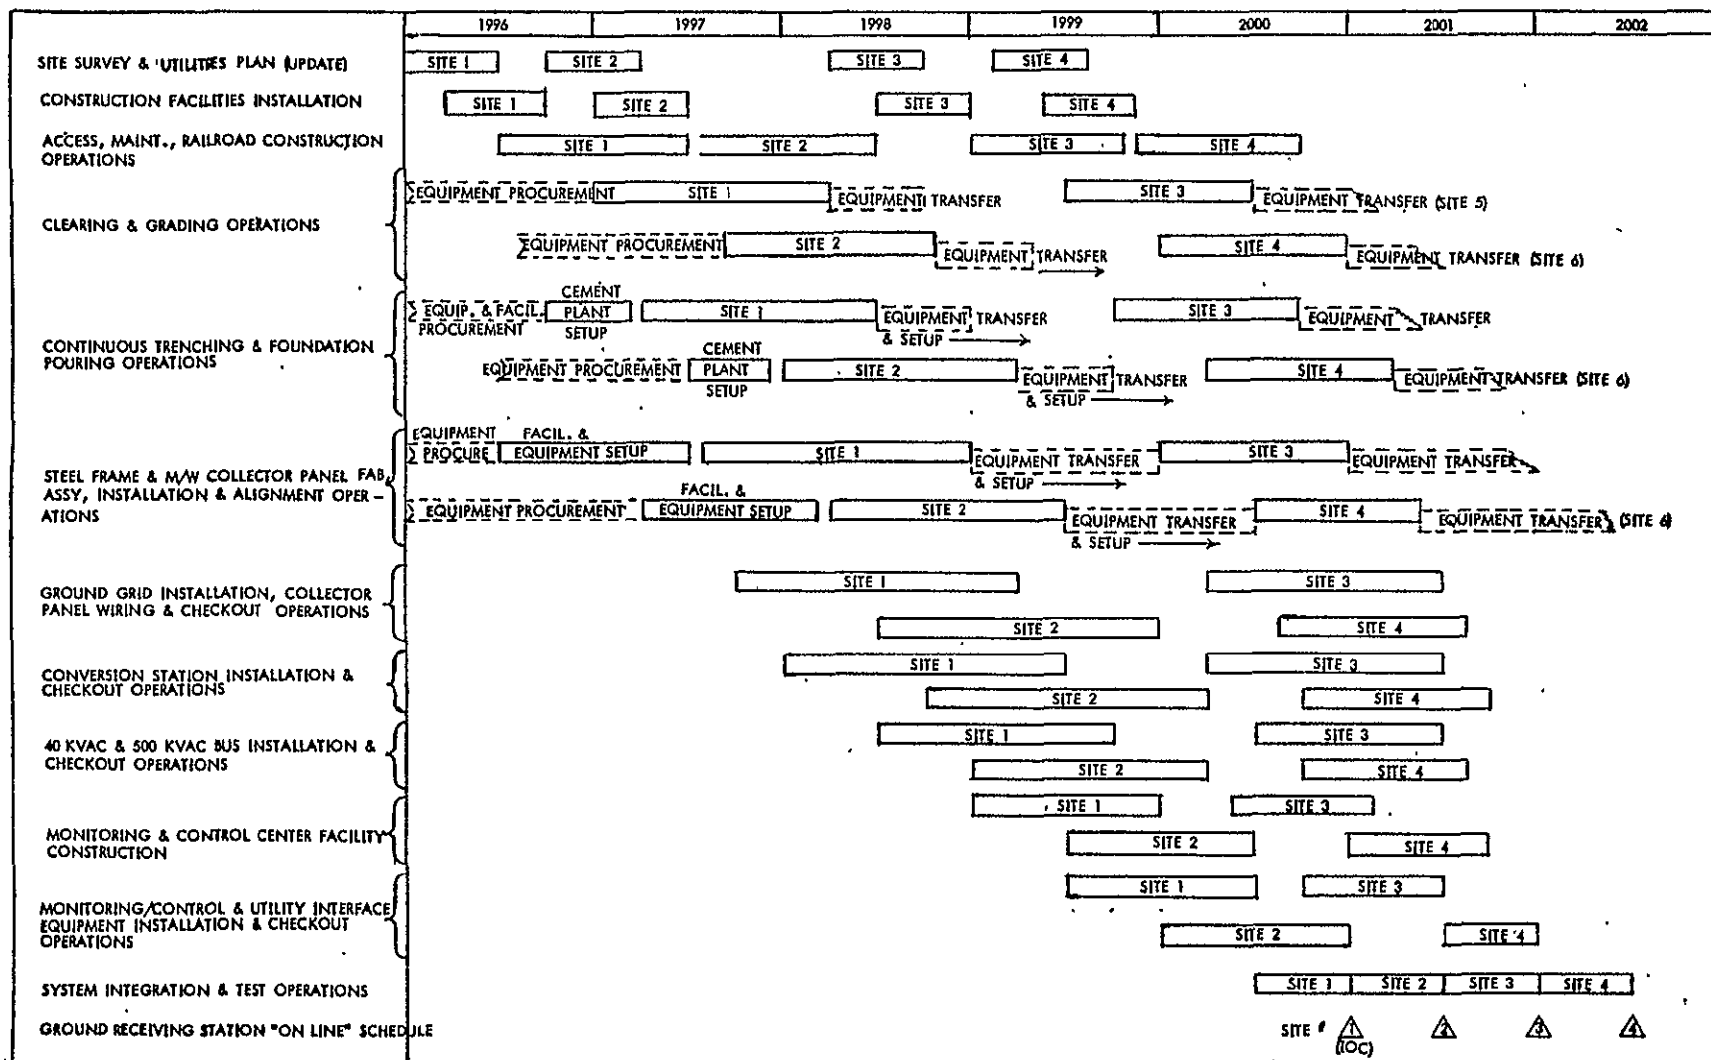 1996 1997 1998 1999 2000 2001 2002
SITE SURVEY & UTILITIES PLAN (UPDATE) SITE 1 SITE 2 SITE 3 SITE 4
CONSTRUCTION FACILITIES INSTALLATION SITE 1 SITE 2 SITE 3 SITE 4
ACCESS, MAINT., RAILROAD CONSTRUCTION
OPERATIONS
SITE 1 SITE 2 SITE 3 SITE 4
CLEARING & GRADING OPERATIONS
EQUIPMENT PROCUREMENT SITE 1 EQUIPMENT TRANSFER SITE 3 EQUIPMENT TRANSFER (SITE 5)
EQUIPMENT PROCUREMENT SITE 2 EQUIPMENT TRANSFER SITE 4 EQUIPMENT TRANSFER (SITE 6)
CONTINUOUS TRENCHING & FOUNDATION
POURING OPERATIONS
EQUIP. & FACIL.
PROCUREMENT
CEMENT
PLANT
SETUP
SITE 1
EQUIPMENT TRANSFER
& SETUP
SITE 3
EQUIPMENT TRANSFER
EQUIPMENT PROCUREMENT
CEMENT
PLANT
SETUP
SITE 2
EQUIPMENT TRANSFER
& SETUP
SITE 4
EQUIPMENT TRANSFER (SITE 6)
STEEL FRAME & M/W COLLECTOR PANEL FAB,
ASSY, INSTALLATION & ALIGNMENT OPER-
ATIONS
EQUIPMENT
PROCURE
FACIL. &
EQUIPMENT SETUP
SITE 1
EQUIPMENT TRANSFER
& SETUP
SITE 3
EQUIPMENT TRANSFER
EQUIPMENT PROCUREMENT
FACIL. &
EQUIPMENT SETUP
SITE 2
EQUIPMENT TRANSFER
& SETUP
SITE 4
EQUIPMENT TRANSFER (SITE 6)
GROUND GRID INSTALLATION, COLLECTOR
PANEL WIRING & CHECKOUT OPERATIONS
SITE 1 SITE 3
SITE 2 SITE 4
CONVERSION STATION INSTALLATION &
CHECKOUT OPERATIONS
SITE 1 SITE 3
SITE 2 SITE 4
40 KVAC & 500 KVAC BUS INSTALLATION &
CHECKOUT OPERATIONS
SITE 1 SITE 3
SITE 2 SITE 4
MONITORING & CONTROL CENTER FACILITY
CONSTRUCTION
SITE 1 SITE 3
SITE 2 SITE 4
MONITORING/CONTROL & UTILITY INTERFACE
EQUIPMENT INSTALLATION & CHECKOUT
OPERATIONS
SITE 1 SITE 3
SITE 2 SITE 4
SYSTEM INTEGRATION & TEST OPERATIONS SITE 1 SITE 2 SITE 3 SITE 4
GROUND RECEIVING STATION "ON LINE" SCHEDULE SITE # 1 2 3 4
(IOC)